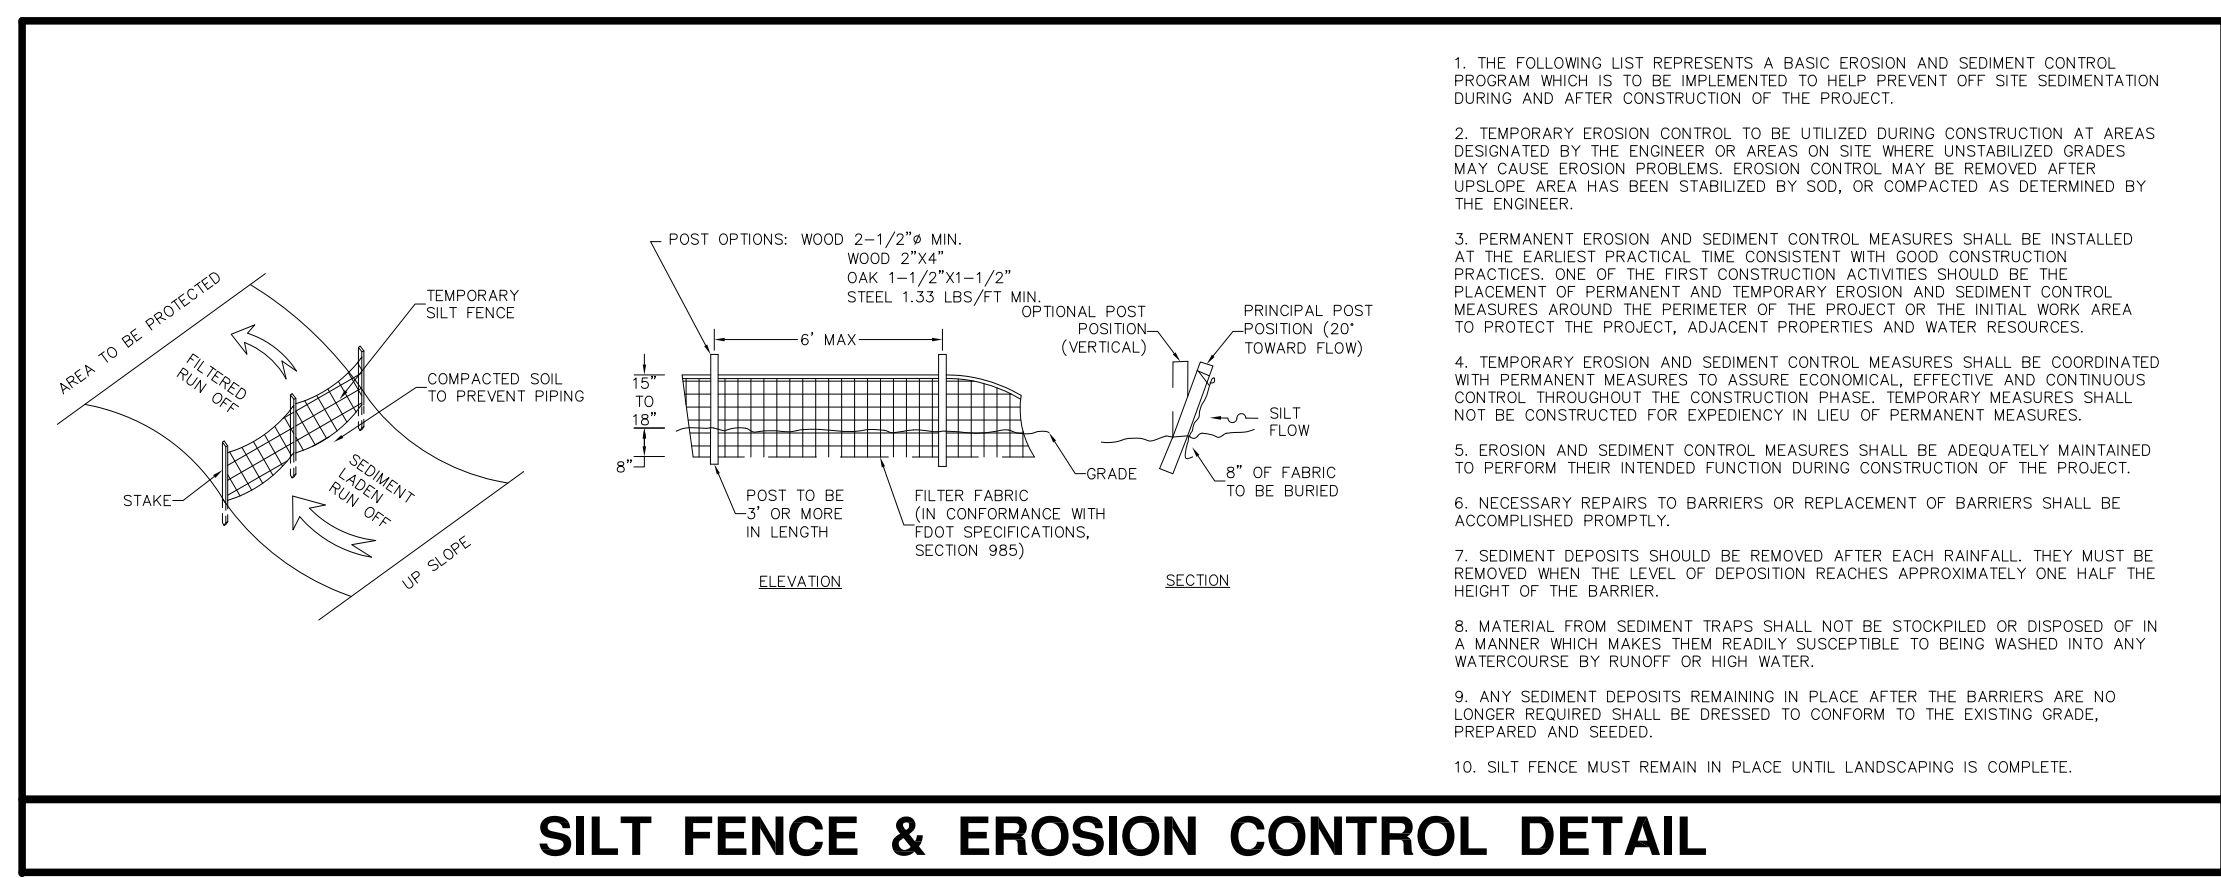 AREA TO BE PROTECTED
FILTERED
RUN OFF
TEMPORARY
SILT FENCE
COMPACTED SOIL
TO PREVENT PIPING
STAKE
SEDIMENT
LADEN
RUN OFF
UP SLOPE
POST OPTIONS: WOOD 2-1/2"ø MIN.
WOOD 2"X4"
OAK 1-1/2"X1-1/2"
STEEL 1.33 LBS/FT MIN.
6' MAX
15"
TO
18"
8"
GRADE
POST TO BE
3' OR MORE
IN LENGTH
FILTER FABRIC
(IN CONFORMANCE WITH
FDOT SPECIFICATIONS,
SECTION 985)
ELEVATION
OPTIONAL POST
POSITION
(VERTICAL)
PRINCIPAL POST
POSITION (20°
TOWARD FLOW)
SILT
FLOW
8" OF FABRIC
TO BE BURIED
SECTION
1. THE FOLLOWING LIST REPRESENTS A BASIC EROSION AND SEDIMENT CONTROL
PROGRAM WHICH IS TO BE IMPLEMENTED TO HELP PREVENT OFF SITE SEDIMENTATION
DURING AND AFTER CONSTRUCTION OF THE PROJECT.
2. TEMPORARY EROSION CONTROL TO BE UTILIZED DURING CONSTRUCTION AT AREAS
DESIGNATED BY THE ENGINEER OR AREAS ON SITE WHERE UNSTABILIZED GRADES
MAY CAUSE EROSION PROBLEMS. EROSION CONTROL MAY BE REMOVED AFTER
UPSLOPE AREA HAS BEEN STABILIZED BY SOD, OR COMPACTED AS DETERMINED BY
THE ENGINEER.
3. PERMANENT EROSION AND SEDIMENT CONTROL MEASURES SHALL BE INSTALLED
AT THE EARLIEST PRACTICAL TIME CONSISTENT WITH GOOD CONSTRUCTION
PRACTICES. ONE OF THE FIRST CONSTRUCTION ACTIVITIES SHOULD BE THE
PLACEMENT OF PERMANENT AND TEMPORARY EROSION AND SEDIMENT CONTROL
MEASURES AROUND THE PERIMETER OF THE PROJECT OR THE INITIAL WORK AREA
TO PROTECT THE PROJECT, ADJACENT PROPERTIES AND WATER RESOURCES.
4. TEMPORARY EROSION AND SEDIMENT CONTROL MEASURES SHALL BE COORDINATED
WITH PERMANENT MEASURES TO ASSURE ECONOMICAL, EFFECTIVE AND CONTINUOUS
CONTROL THROUGHOUT THE CONSTRUCTION PHASE. TEMPORARY MEASURES SHALL
NOT BE CONSTRUCTED FOR EXPEDIENCY IN LIEU OF PERMANENT MEASURES.
5. EROSION AND SEDIMENT CONTROL MEASURES SHALL BE ADEQUATELY MAINTAINED
TO PERFORM THEIR INTENDED FUNCTION DURING CONSTRUCTION OF THE PROJECT.
6. NECESSARY REPAIRS TO BARRIERS OR REPLACEMENT OF BARRIERS SHALL BE
ACCOMPLISHED PROMPTLY.
7. SEDIMENT DEPOSITS SHOULD BE REMOVED AFTER EACH RAINFALL. THEY MUST BE
REMOVED WHEN THE LEVEL OF DEPOSITION REACHES APPROXIMATELY ONE HALF THE
HEIGHT OF THE BARRIER.
8. MATERIAL FROM SEDIMENT TRAPS SHALL NOT BE STOCKPILED OR DISPOSED OF IN
A MANNER WHICH MAKES THEM READILY SUSCEPTIBLE TO BEING WASHED INTO ANY
WATERCOURSE BY RUNOFF OR HIGH WATER.
9. ANY SEDIMENT DEPOSITS REMAINING IN PLACE AFTER THE BARRIERS ARE NO
LONGER REQUIRED SHALL BE DRESSED TO CONFORM TO THE EXISTING GRADE,
PREPARED AND SEEDED.
10. SILT FENCE MUST REMAIN IN PLACE UNTIL LANDSCAPING IS COMPLETE.
SILT FENCE & EROSION CONTROL DETAIL